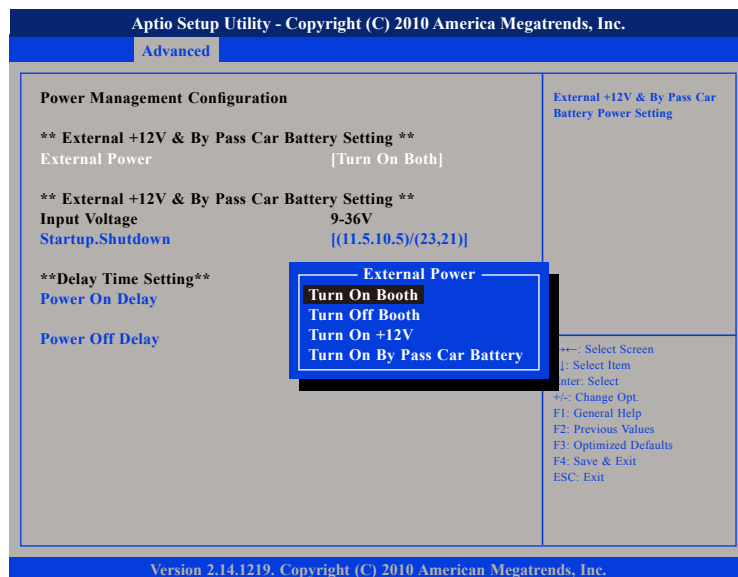 Aptio Setup Utility - Copyright (C) 2010 America Megatrends, Inc.
Advanced
Power Management Configuration
** External +12V & By Pass Car Battery Setting **
External Power [Turn On Both]
** External +12V & By Pass Car Battery Setting **
Input Voltage 9-36V
Startup.Shutdown [(11.5.10.5)/(23,21)]
**Delay Time Setting**
Power On Delay
Power Off Delay
External Power
Turn On Booth
Turn Off Booth
Turn On +12V
Turn On By Pass Car Battery
External +12V & By Pass Car
Battery Power Setting
→←: Select Screen
↓: Select Item
Enter: Select
+/-: Change Opt.
F1: General Help
F2: Previous Values
F3: Optimized Defaults
F4: Save & Exit
ESC: Exit
Version 2.14.1219. Copyright (C) 2010 American Megatrends, Inc.